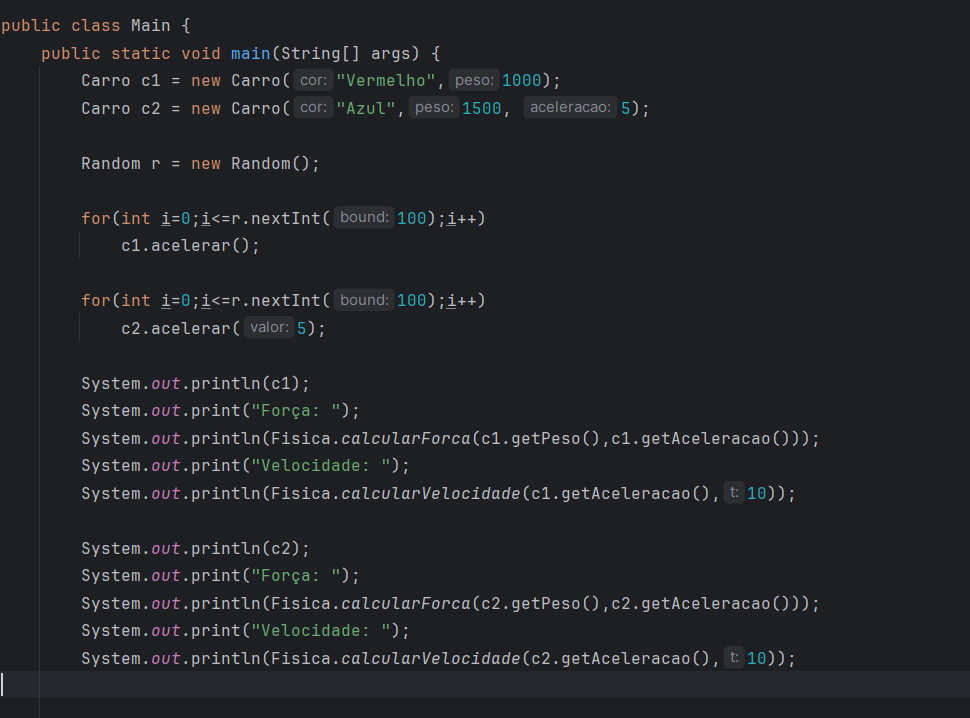 public class Main {
public static void main(String[] args) {
Carro c1 = new Carro( cor: "Vermelho", peso: 1000);
Carro c2 = new Carro( cor: "Azul", peso: 1500, aceleracao: 5);
Random r = new Random();
for(int i=0;i<=r.nextInt( bound: 100);i++)
c1.acelerar();
for(int i=0;i<=r.nextInt( bound: 100);i++)
c2.acelerar( valor: 5);
System.out.println(c1);
System.out.print("Força: ");
System.out.println(Fisica.calcularForca(c1.getPeso(),c1.getAceleracao()));
System.out.print("Velocidade: ");
System.out.println(Fisica.calcularVelocidade(c1.getAceleracao(), t: 10));
System.out.println(c2);
System.out.print("Força: ");
System.out.println(Fisica.calcularForca(c2.getPeso(),c2.getAceleracao()));
System.out.print("Velocidade: ");
System.out.println(Fisica.calcularVelocidade(c2.getAceleracao(), t: 10));